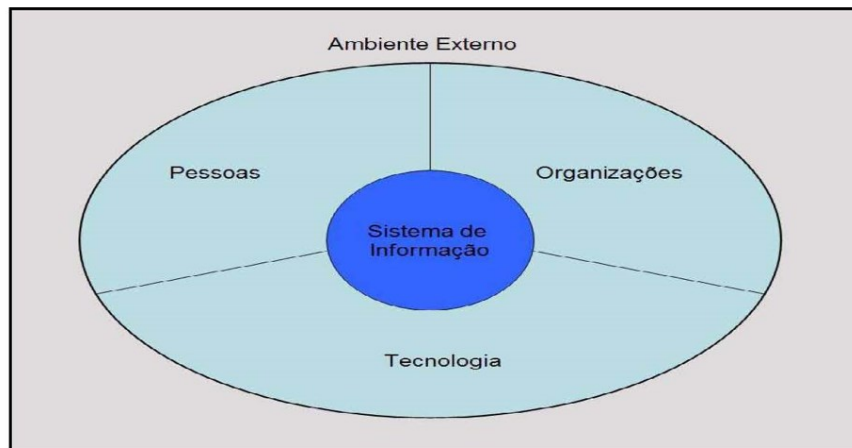 Ambiente Externo
Pessoas
Organizações
Sistema de
Informação
Tecnologia